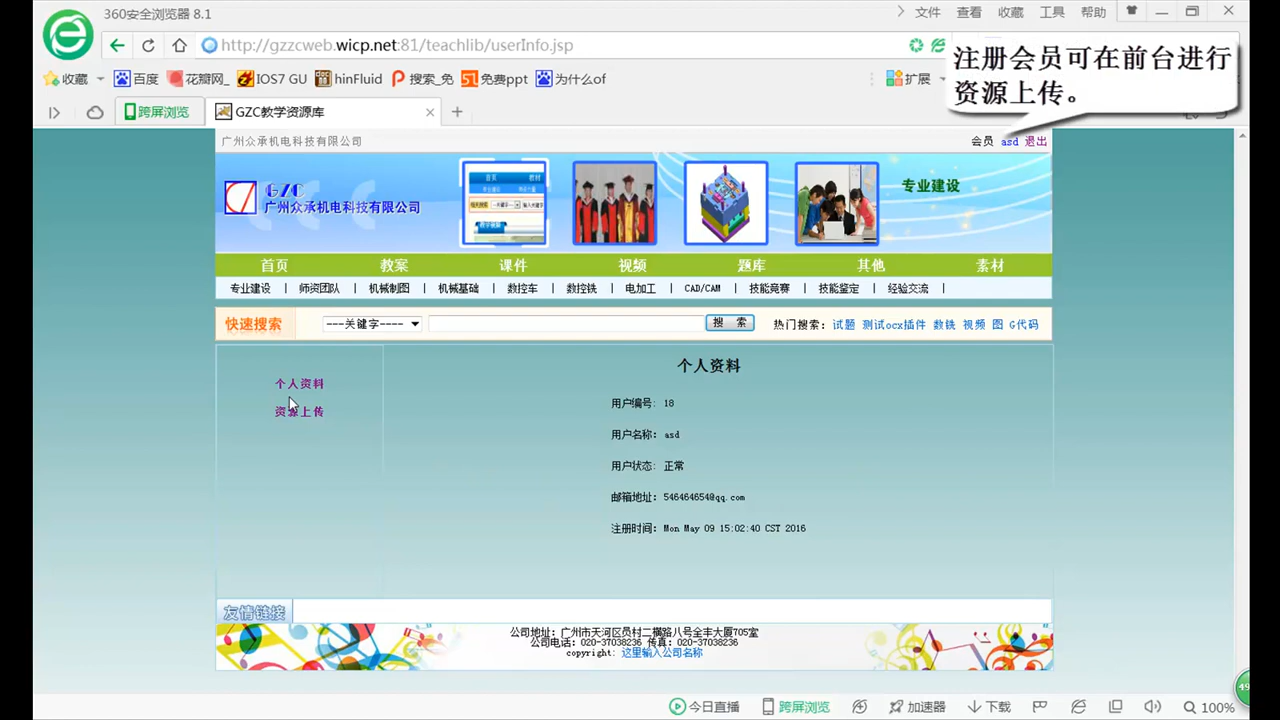 360安全浏览器 8.1
文件 查看 收藏 工具 帮助
http://gzzcweb.wicp.net:81/teachlib/userInfo.jsp
收藏 百度 花瓣网_ IOS7 GU hinFluid 搜索_免 免费ppt 为什么of 扩展
注册会员可在前台进行
资源上传。
跨屏浏览 GZC教学资源库
广州众承机电科技有限公司 会员 asd 退出
GZC
广州众承机电科技有限公司
专业建设
首页 教案 课件 视频 题库 其他 素材
专业建设 | 师资团队 | 机械制图 | 机械基础 | 数控车 | 数控铣 | 电加工 | CAD/CAM | 技能竞赛 | 技能鉴定 | 经验交流 |
快速搜索 ---关键字---- 搜 索 热门搜索: 试题 测试ocx插件 数铣 视频 图 G代码
个人资料
资源上传
个人资料
用户编号: 18
用户名称: asd
用户状态: 正常
邮箱地址: 546464654@qq.com
注册时间: Mon May 09 15:02:40 CST 2016
友情链接
公司地址: 广州市天河区员村二横路八号全丰大厦705室
公司电话: 020-37038236 传真: 020-37038236
copyright: 这里输入公司名称
今日直播 跨屏浏览 加速器 下载 100%
49